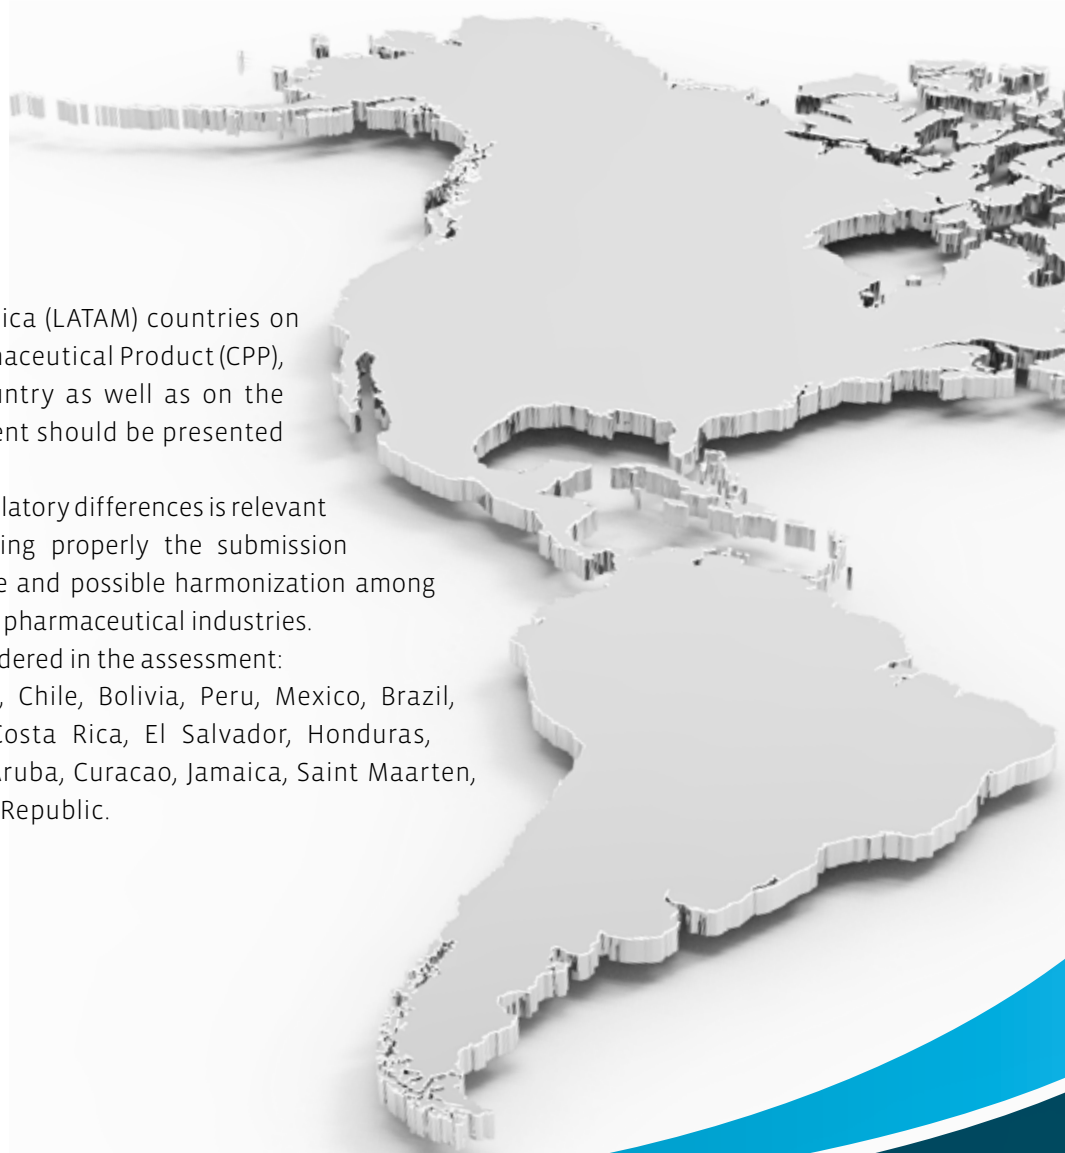 ica (LATAM) countries on
naceutical Product (CPP),
untry as well as on the
ent should be presented
latory differences is relevant
ing properly the submission
e and possible harmonization among
pharmaceutical industries.
dered in the assessment:
, Chile, Bolivia, Peru, Mexico, Brazil,
Costa Rica, El Salvador, Honduras,
Aruba, Curacao, Jamaica, Saint Maarten,
Republic.